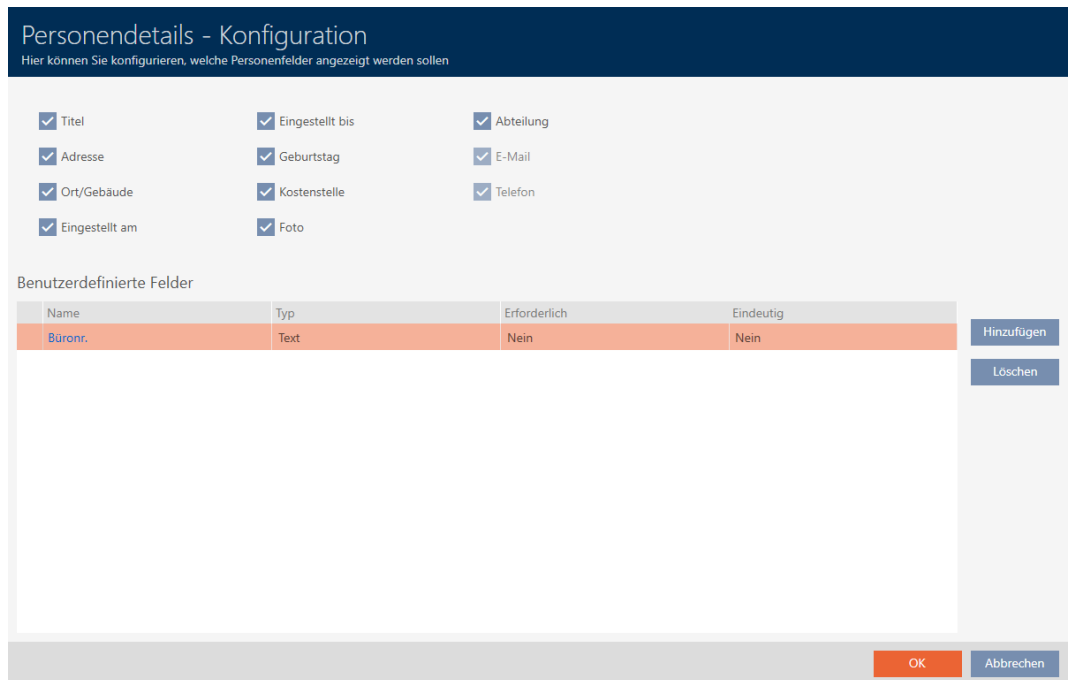 Personendetails - Konfiguration
Hier können Sie konfigurieren, welche Personenfelder angezeigt werden sollen
Titel Eingestellt bis Abteilung
Adresse Geburtstag E-Mail
Ort/Gebäude Kostenstelle Telefon
Eingestellt am Foto
Benutzerdefinierte Felder
Name Typ Erforderlich Eindeutig
Büronr. Text Nein Nein
Hinzufügen
Löschen
OK Abbrechen